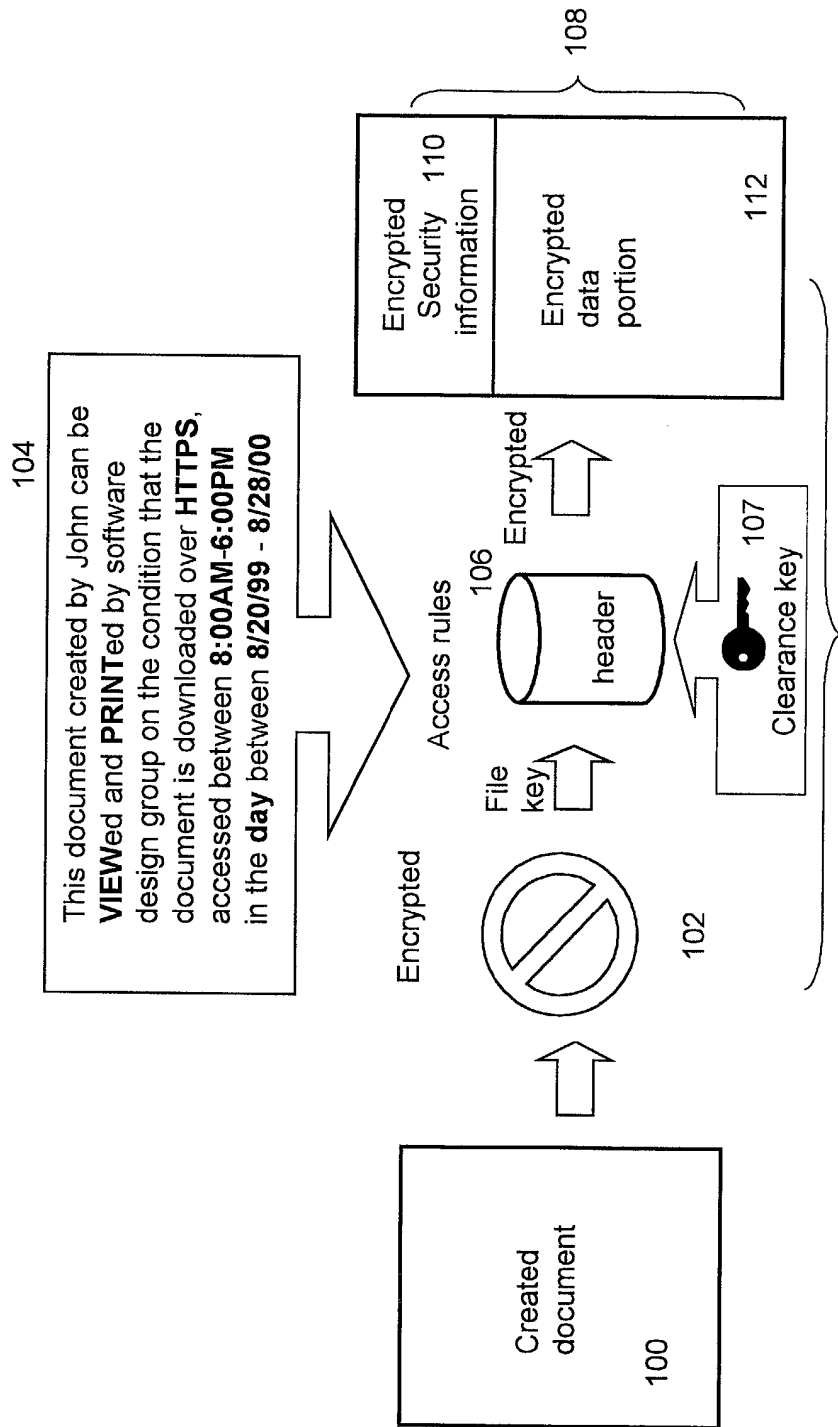 104
This document created by John can be
VIEWed and PRINTed by software
design group on the condition that the
document is downloaded over HTTPS,
accessed between 8:00AM-6:00PM
in the day between 8/20/99 - 8/28/00
Created
document
100
Encrypted
102
File
key
Access rules
106
header
107
Clearance key
Encrypted
Encrypted
Security 110
information
Encrypted
data
portion
112
108